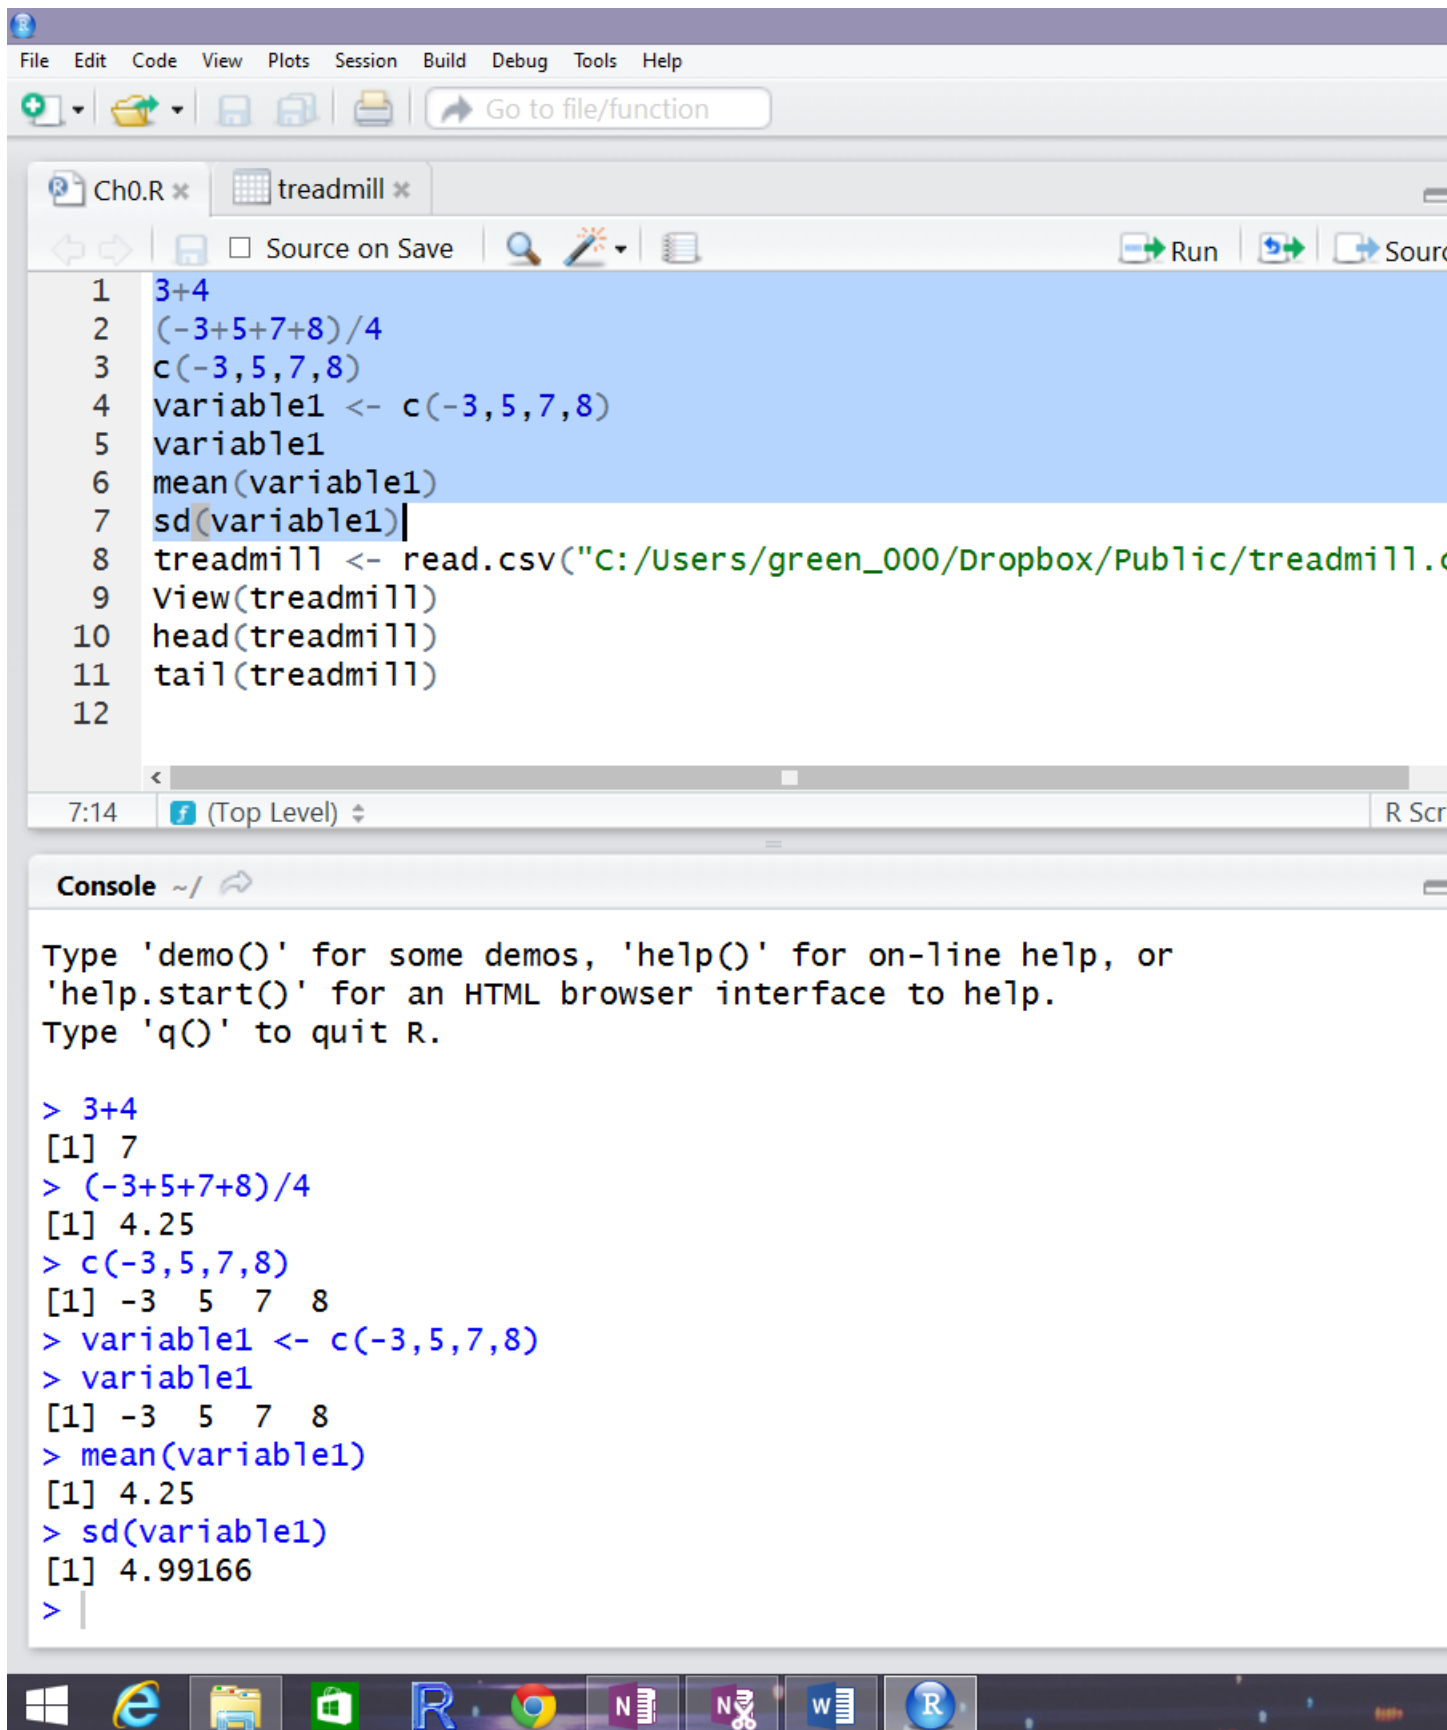 File Edit Code View Plots Session Build Debug Tools Help
Go to file/function
Ch0.R treadmill
Source on Save Run
1 3+4
2 (-3+5+7+8)/4
3 c(-3,5,7,8)
4 variable1 <- c(-3,5,7,8)
5 variable1
6 mean(variable1)
7 sd(variable1)
8 treadmill <- read.csv("C:/Users/green_000/Dropbox/Public/treadmill.c
9 View(treadmill)
10 head(treadmill)
11 tail(treadmill)
12
7:14 (Top Level) R Scr
Console ~/
Type 'demo()' for some demos, 'help()' for on-line help, or
'help.start()' for an HTML browser interface to help.
Type 'q()' to quit R.
> 3+4
[1] 7
> (-3+5+7+8)/4
[1] 4.25
> c(-3,5,7,8)
[1] -3  5  7  8
> variable1 <- c(-3,5,7,8)
> variable1
[1] -3  5  7  8
> mean(variable1)
[1] 4.25
> sd(variable1)
[1] 4.99166
>